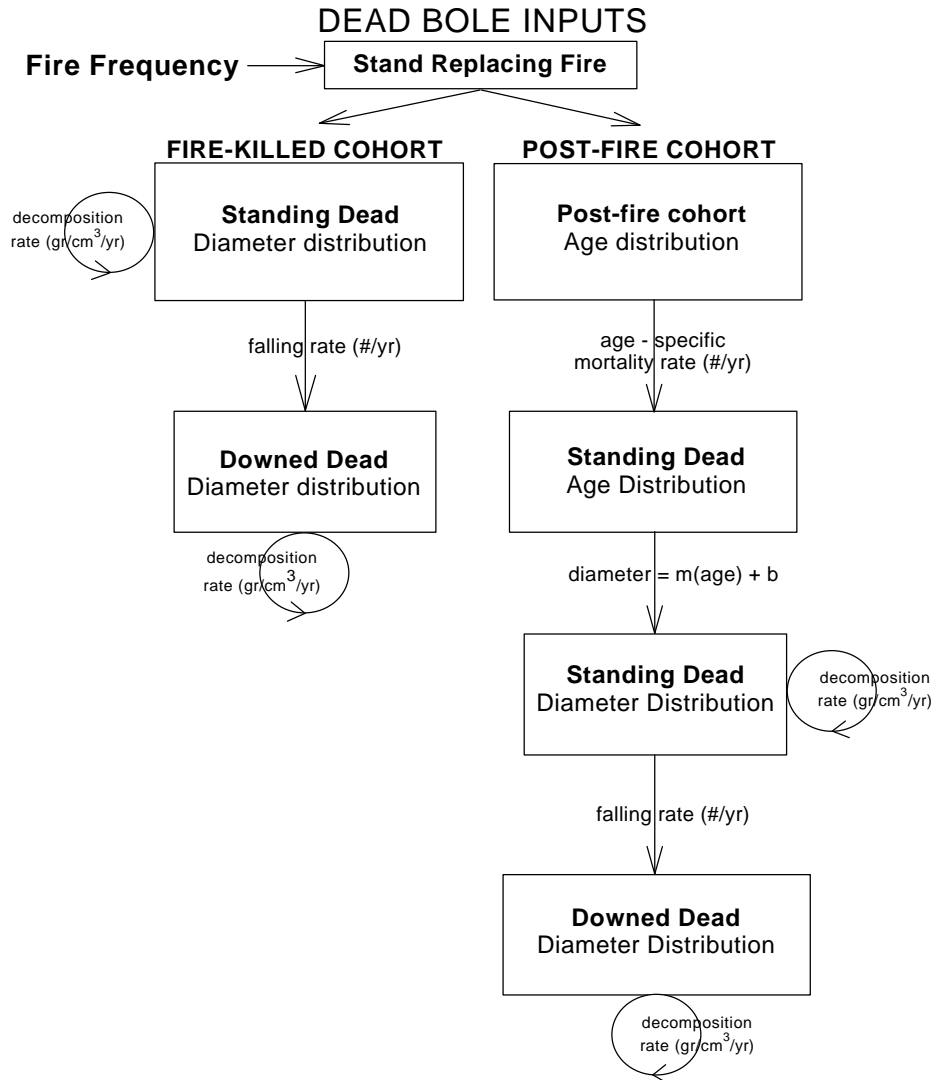 DEAD BOLE INPUTS
Fire Frequency
Stand Replacing Fire
FIRE-KILLED COHORT
Standing Dead
Diameter distribution
decomposition
rate (gr/cm³/yr)
falling rate (#/yr)
Downed Dead
Diameter distribution
decomposition
rate (gr/cm³/yr)
POST-FIRE COHORT
Post-fire cohort
Age distribution
age - specific
mortality rate (#/yr)
Standing Dead
Age Distribution
diameter = m(age) + b
Standing Dead
Diameter Distribution
decomposition
rate (gr/cm³/yr)
falling rate (#/yr)
Downed Dead
Diameter Distribution
decomposition
rate (gr/cm³/yr)